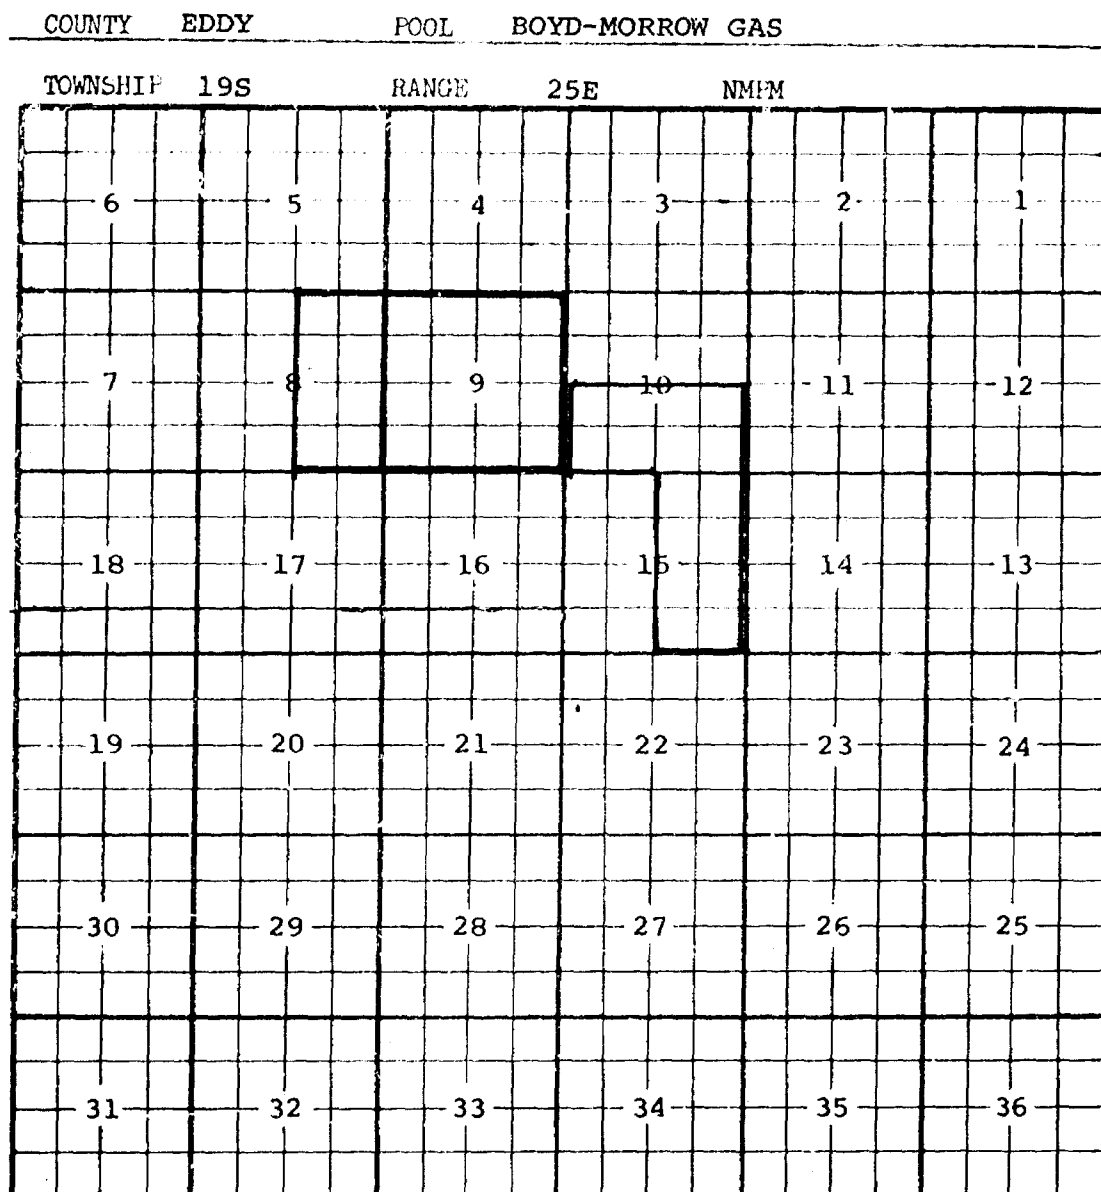 COUNTY EDDY POOL BOYD-MORROW GAS
TOWNSHIP 19S RANGE 25E NMPM
6 5 4 3 2 1
7 8 9 10 11 12
18 17 16 15 14 13
19 20 21 22 23 24
30 29 28 27 26 25
31 32 33 34 35 36